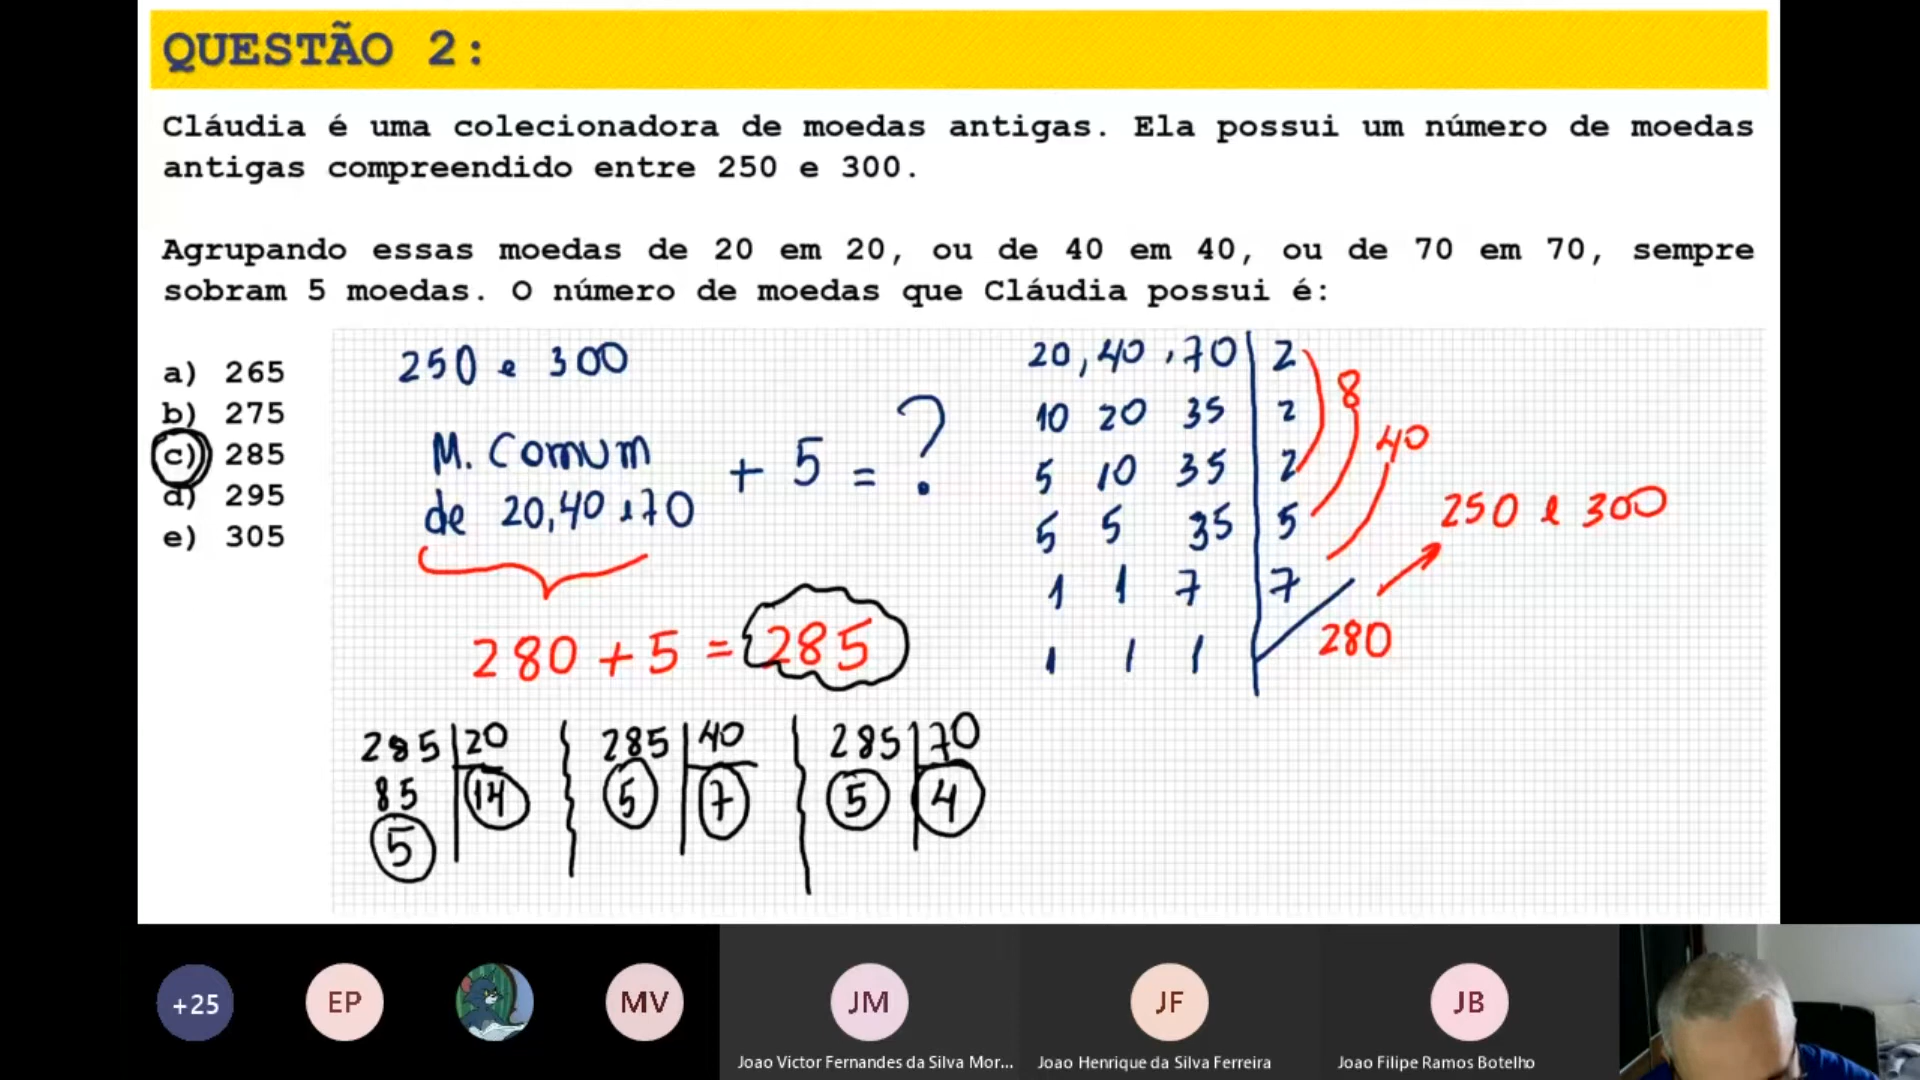 QUESTÃO 2:
Cláudia é uma colecionadora de moedas antigas. Ela possui um número de moedas
antigas compreendido entre 250 e 300.
Agrupando essas moedas de 20 em 20, ou de 40 em 40, ou de 70 em 70, sempre
sobram 5 moedas. O número de moedas que Cláudia possui é:
a) 265
b) 275
c) 285
d) 295
e) 305
250 e 300
M. Comum
de 20,40 e 70
+ 5 = ?
280 + 5 = 285
20, 40, 70 | 2
10 20 35 | 2
5 10 35 | 2
5 5 35 | 5
1 1 7 | 7
1 1 1
8
40
280
250 e 300
285 | 20
85 14
5
285 | 40
5 7
285 | 70
5 4
+25
EP
MV
JM
JF
JB
Joao Victor Fernandes da Silva Mor...
Joao Henrique da Silva Ferreira
Joao Filipe Ramos Botelho